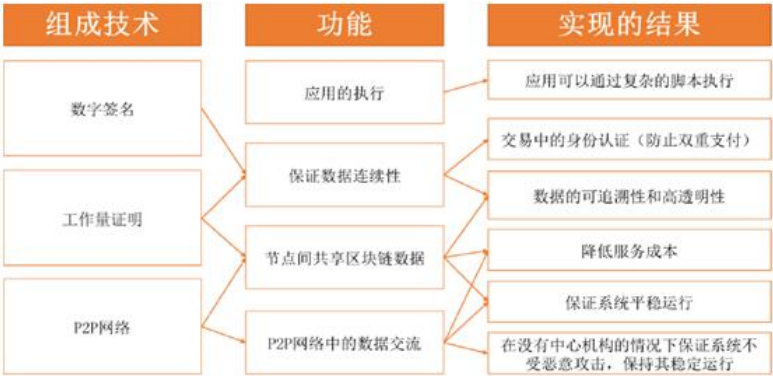 组成技术
功能
实现的结果
数字签名
工作量证明
P2P网络
应用的执行
保证数据连续性
节点间共享区块链数据
P2P网络中的数据交流
应用可以通过复杂的脚本执行
交易中的身份认证（防止双重支付）
数据的可追溯性和高透明性
降低服务成本
保证系统平稳运行
在没有中心机构的情况下保证系统不
受恶意攻击，保持其稳定运行